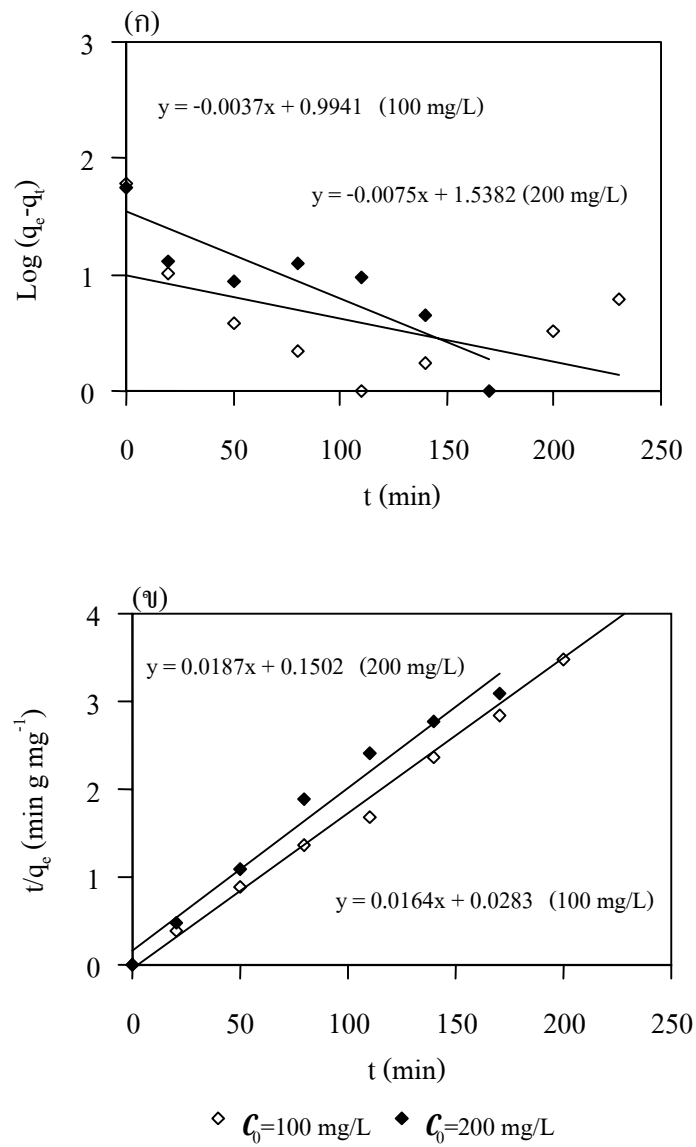 (ก)
3
y = -0.0037x + 0.9941 (100 mg/L)
2
y = -0.0075x + 1.5382 (200 mg/L)
Log (qe-qt)
1
0
0 50 100 150 200 250
t (min)
(ข)
4
y = 0.0187x + 0.1502 (200 mg/L)
3
t/qe (min g mg-1)
2
1
y = 0.0164x + 0.0283 (100 mg/L)
0
0 50 100 150 200 250
t (min)
C0=100 mg/L C0=200 mg/L